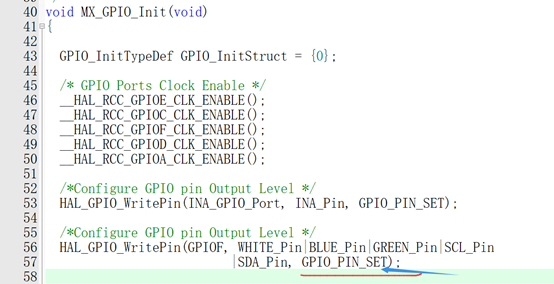 40 void MX_GPIO_Init(void)
41 {
42
43 GPIO_InitTypeDef GPIO_InitStruct = {0};
44
45 /* GPIO Ports Clock Enable */
46 __HAL_RCC_GPIOE_CLK_ENABLE();
47 __HAL_RCC_GPIOC_CLK_ENABLE();
48 __HAL_RCC_GPIOF_CLK_ENABLE();
49 __HAL_RCC_GPIOD_CLK_ENABLE();
50 __HAL_RCC_GPIOA_CLK_ENABLE();
51
52 /*Configure GPIO pin Output Level */
53 HAL_GPIO_WritePin(INA_GPIO_Port, INA_Pin, GPIO_PIN_SET);
54
55 /*Configure GPIO pin Output Level */
56 HAL_GPIO_WritePin(GPIOF, WHITE_Pin|BLUE_Pin|GREEN_Pin|SCL_Pin
57 |SDA_Pin, GPIO_PIN_SET);
58